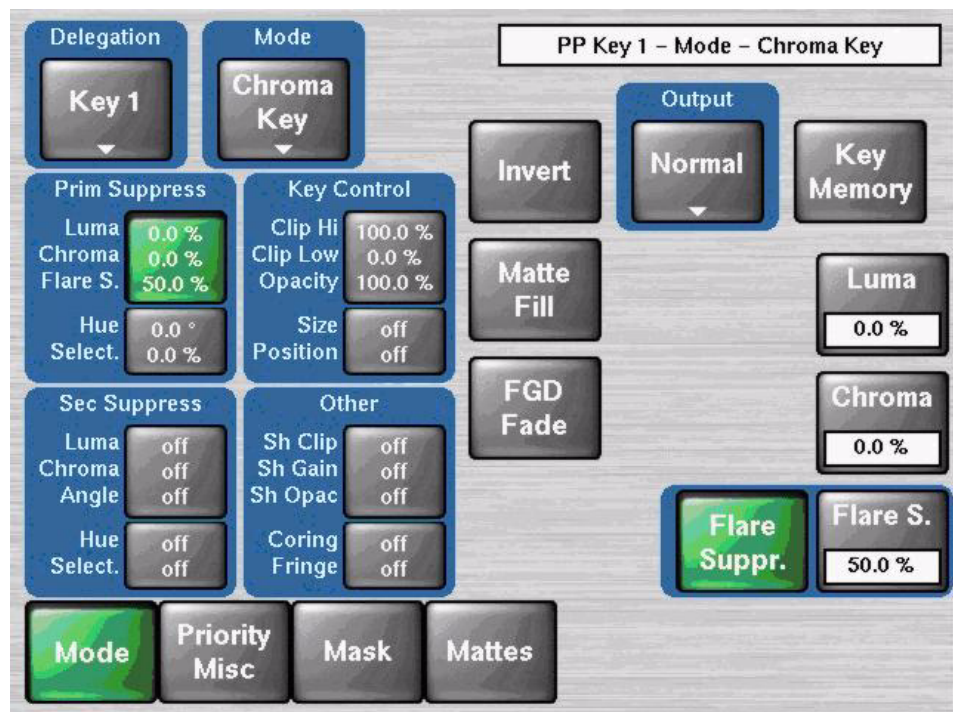 Delegation
Mode
PP Key 1 – Mode – Chroma Key
Key 1
Chroma
Key
Output
Invert
Normal
Key
Memory
Prim Suppress
Luma 0.0 %
Chroma 0.0 %
Flare S. 50.0 %
Hue 0.0 °
Select. 0.0 %
Key Control
Clip Hi 100.0 %
Clip Low 0.0 %
Opacity 100.0 %
Size off
Position off
Matte
Fill
Luma
0.0 %
FGD
Fade
Chroma
0.0 %
Sec Suppress
Luma off
Chroma off
Angle off
Hue off
Select. off
Other
Sh Clip off
Sh Gain off
Sh Opac off
Coring off
Fringe off
Flare
Suppr.
Flare S.
50.0 %
Mode
Priority
Misc
Mask
Mattes